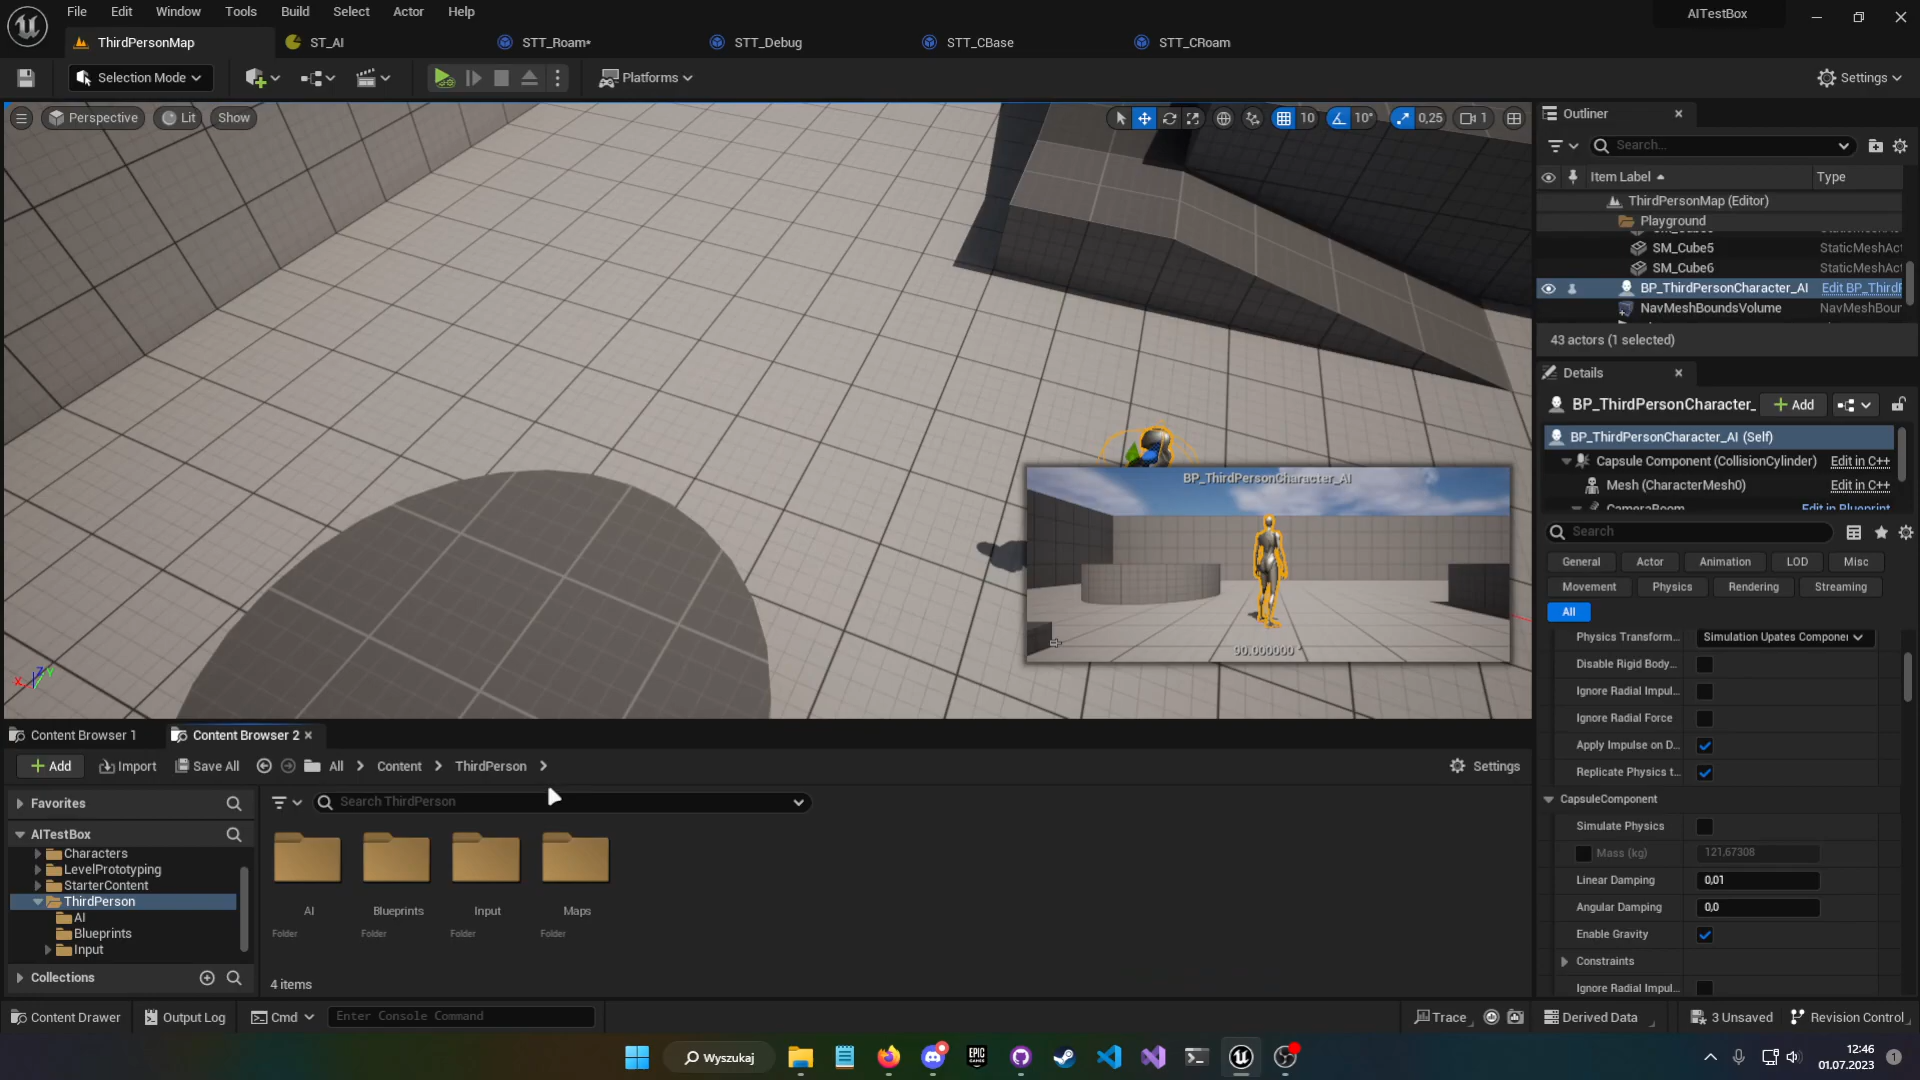 File Edit Window Tools Build Select Actor Help
AITestBox
ThirdPersonMap
ST_AI
STT_Roam*
STT_Debug
STT_CBase
STT_CRoam
Selection Mode
Platforms
Settings
Perspective
Lit
Show
10
10°
0,25
1
BP_ThirdPersonCharacter_AI
90.000000 °
Outliner
Search...
Item Label
Type
ThirdPersonMap (Editor)
Playground
SM_Cube5 StaticMeshAct
SM_Cube6 StaticMeshAct
BP_ThirdPersonCharacter_AI Edit BP_ThirdF
NavMeshBoundsVolume NavMeshBoun
43 actors (1 selected)
Details
BP_ThirdPersonCharacter_
Add
BP_ThirdPersonCharacter_AI (Self)
Capsule Component (CollisionCylinder) Edit in C++
Mesh (CharacterMesh0) Edit in C++
CameraBoom Edit in Blueprint
Search
General Actor Animation LOD Misc
Movement Physics Rendering Streaming
All
Physics Transform... Simulation Upates Componer
Disable Rigid Body...
Ignore Radial Impul...
Ignore Radial Force
Apply Impulse on D...
Replicate Physics t...
CapsuleComponent
Simulate Physics
Mass (kg) 121,67308
Linear Damping 0,01
Angular Damping 0,0
Enable Gravity
Constraints
Ignore Radial Impul...
Content Browser 1
Content Browser 2
Add
Import
Save All
All
Content
ThirdPerson
Settings
Favorites
Search ThirdPerson
AITestBox
Characters
LevelPrototyping
StarterContent
ThirdPerson
AI
Blueprints
Input
Collections
AI
Folder
Blueprints
Folder
Input
Folder
Maps
Folder
4 items
Content Drawer
Output Log
Cmd
Enter Console Command
Trace
Derived Data
3 Unsaved
Revision Control
Wyszukaj
EPIC
GAMES
12:46
01.07.2023
1